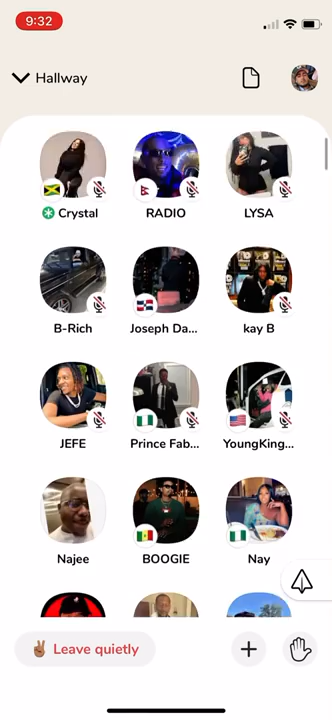 9:32
Hallway
Crystal
RADIO
LYSA
B-Rich
Joseph Da...
kay B
JEFE
Prince Fab...
YoungKing...
Najee
BOOGIE
Nay
Leave quietly